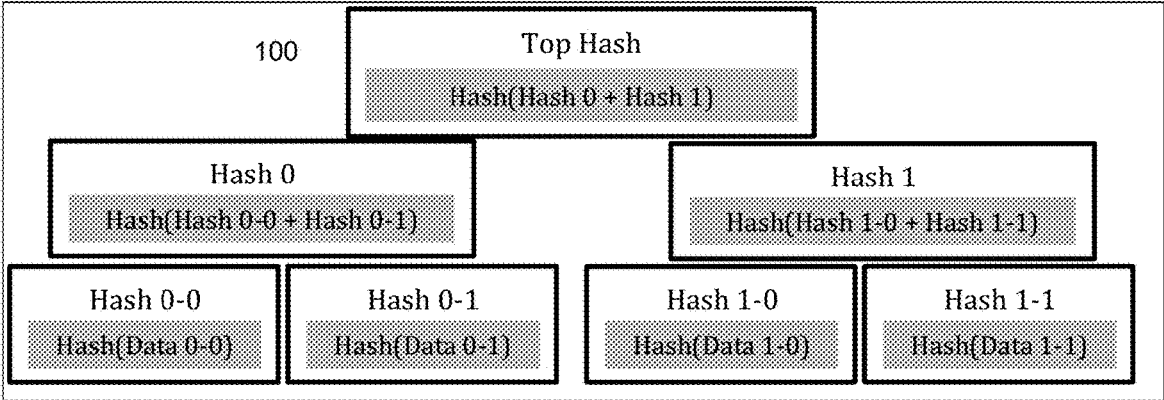 100
Top Hash
Hash(Hash 0 + Hash 1)
Hash 0
Hash(Hash 0-0 + Hash 0-1)
Hash 1
Hash(Hash 1-0 + Hash 1-1)
Hash 0-0
Hash(Data 0-0)
Hash 0-1
Hash(Data 0-1)
Hash 1-0
Hash(Data 1-0)
Hash 1-1
Hash(Data 1-1)